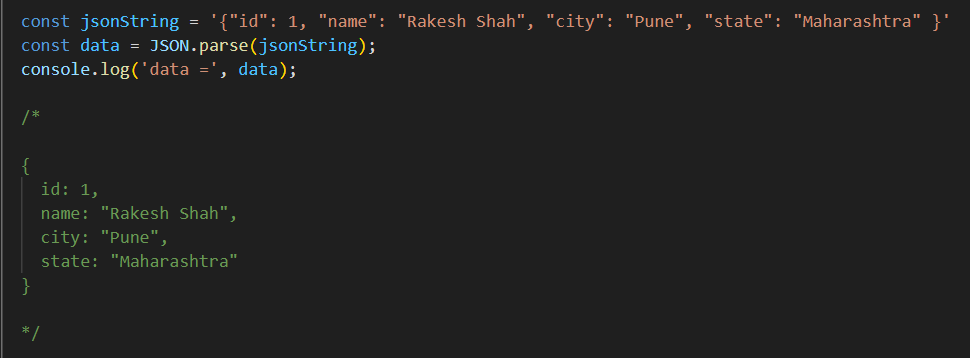 const jsonString = '{"id": 1, "name": "Rakesh Shah", "city": "Pune", "state": "Maharashtra" }'
const data = JSON.parse(jsonString);
console.log('data =', data);
/*
{
id: 1,
name: "Rakesh Shah",
city: "Pune",
state: "Maharashtra"
}
*/